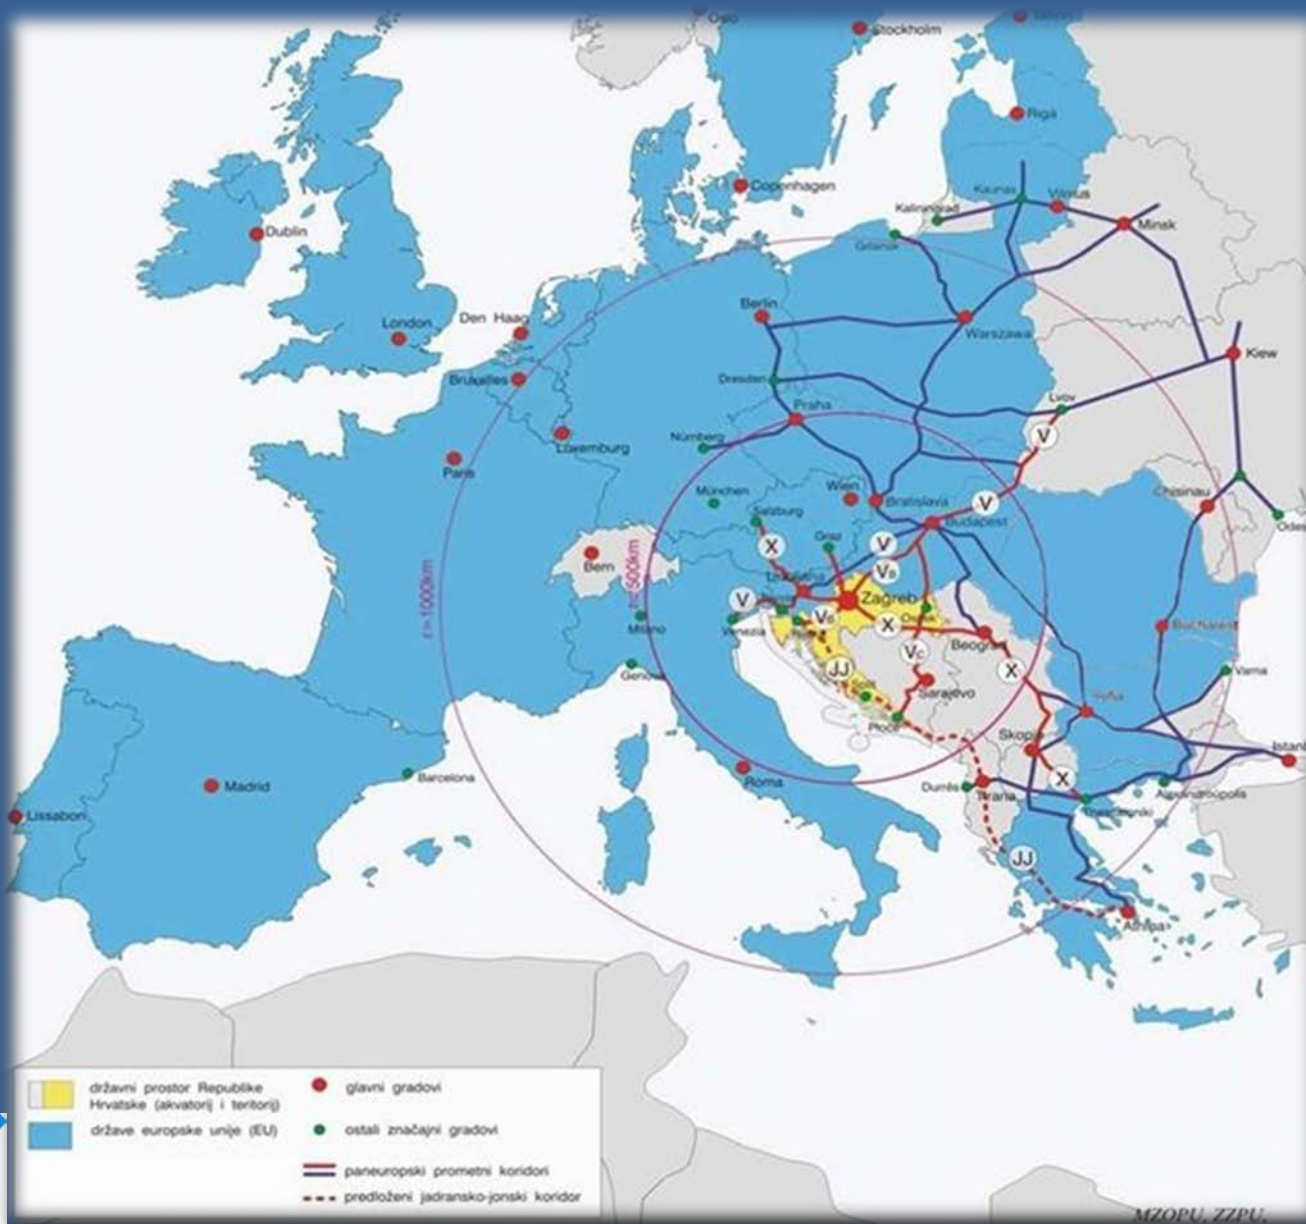 Oslo
Stockholm
Riga
Copenhagen
Kaunas
Vilnius
Kaliningrad
Minsk
Dublin
Gdansk
Berlin
London
Den Haag
Warszawa
Kiew
Bruxelles
Dresden
Lvov
Praha
Nürnberg
Luxemburg
V
Paris
München
Wien
Bratislava
V
Chisinau
Salzburg
Budapest
Graz
X
V
Bern
r=500km
VB
Ljubljana
r=1000km
V
Zagreb
VB
X
Osijek
Milano
Venezia
Bucharest
Beograd
VC
JJ
X
Genova
Varna
Split
Sarajevo
Sofia
Ploče
Skopje
Roma
X
Barcelona
Madrid
Durrës
Tirana
Alexandroupolis
Lissabon
JJ
Athina
državni prostor Republike
Hrvatske (akvatorij i teritorij)
države europske unije (EU)
glavni gradovi
ostali značajni gradovi
paneuropski prometni koridori
predloženi jadransko-jonski koridor
MZOPU, ZZPU,